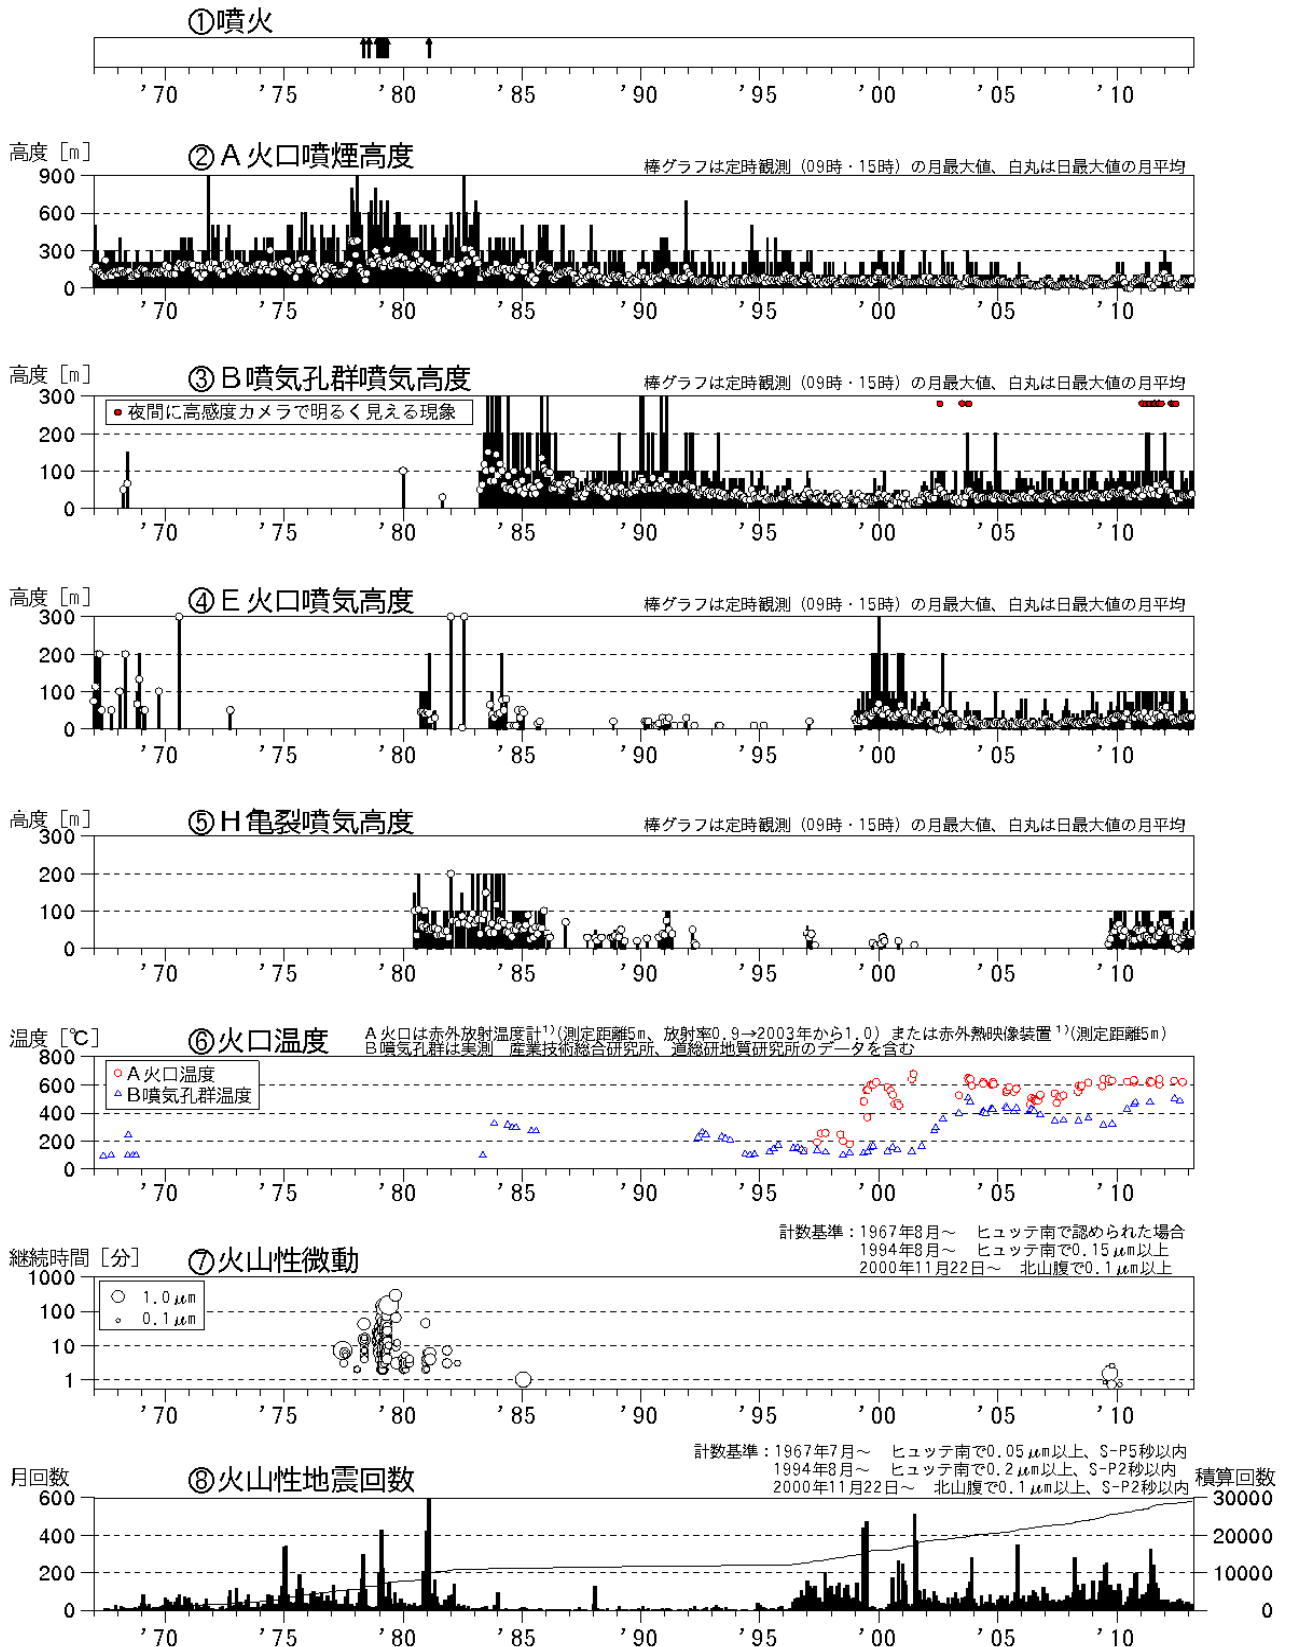 ①噴火
'70 '75 '80 '85 '90 '95 '00 '05 '10
高度［m］
②A火口噴煙高度
棒グラフは定時観測（09時・15時）の月最大値、白丸は日最大値の月平均
900
600
300
0
'70 '75 '80 '85 '90 '95 '00 '05 '10
高度［m］
③B噴気孔群噴気高度
棒グラフは定時観測（09時・15時）の月最大値、白丸は日最大値の月平均
300
夜間に高感度カメラで明るく見える現象
200
100
0
'70 '75 '80 '85 '90 '95 '00 '05 '10
高度［m］
④E火口噴気高度
棒グラフは定時観測（09時・15時）の月最大値、白丸は日最大値の月平均
300
200
100
0
'70 '75 '80 '85 '90 '95 '00 '05 '10
高度［m］
⑤H亀裂噴気高度
棒グラフは定時観測（09時・15時）の月最大値、白丸は日最大値の月平均
300
200
100
0
'70 '75 '80 '85 '90 '95 '00 '05 '10
温度［℃］
⑥火口温度
A火口は赤外放射温度計¹⁾(測定距離5m、放射率0.9→2003年から1.0）または赤外熱映像装置¹⁾(測定距離5m)
B噴気孔群は実測　産業技術総合研究所、道総研地質研究所のデータを含む
800
A火口温度
B噴気孔群温度
600
400
200
0
'70 '75 '80 '85 '90 '95 '00 '05 '10
計数基準：1967年8月～　ヒュッテ南で認められた場合
1994年8月～　ヒュッテ南で0.15μm以上
2000年11月22日～　北山腹で0.1μm以上
継続時間［分］
⑦火山性微動
1000
1.0μm
0.1μm
100
10
1
'70 '75 '80 '85 '90 '95 '00 '05 '10
計数基準：1967年7月～　ヒュッテ南で0.05μm以上、S-P5秒以内
1994年8月～　ヒュッテ南で0.2μm以上、S-P2秒以内
2000年11月22日～　北山腹で0.1μm以上、S-P2秒以内
月回数
⑧火山性地震回数
積算回数
600 30000
400 20000
200 10000
0 0
'70 '75 '80 '85 '90 '95 '00 '05 '10